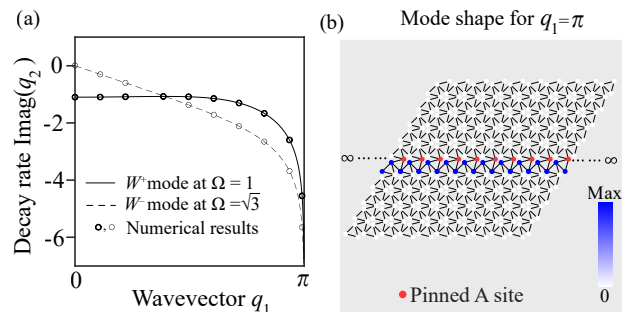 (a)
Decay rate Imag(q₂)
0
-2
-4
-6
W⁺mode at Ω = 1
W⁻ mode at Ω =√3
, Numerical results
0
π
Wavevector q₁
(b)
Mode shape for q₁=π
∞
∞
Max
0
Pinned A site